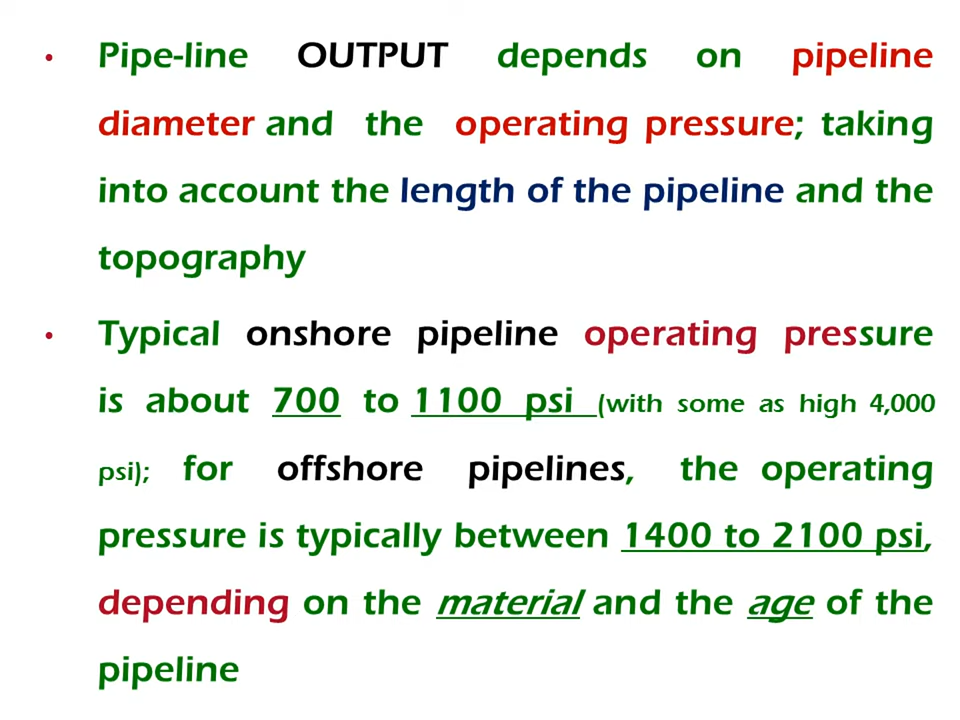 • Pipe-line OUTPUT depends on pipeline
diameter and the operating pressure; taking
into account the length of the pipeline and the
topography
• Typical onshore pipeline operating pressure
is about 700 to 1100 psi (with some as high 4,000
psi); for offshore pipelines, the operating
pressure is typically between 1400 to 2100 psi,
depending on the material and the age of the
pipeline